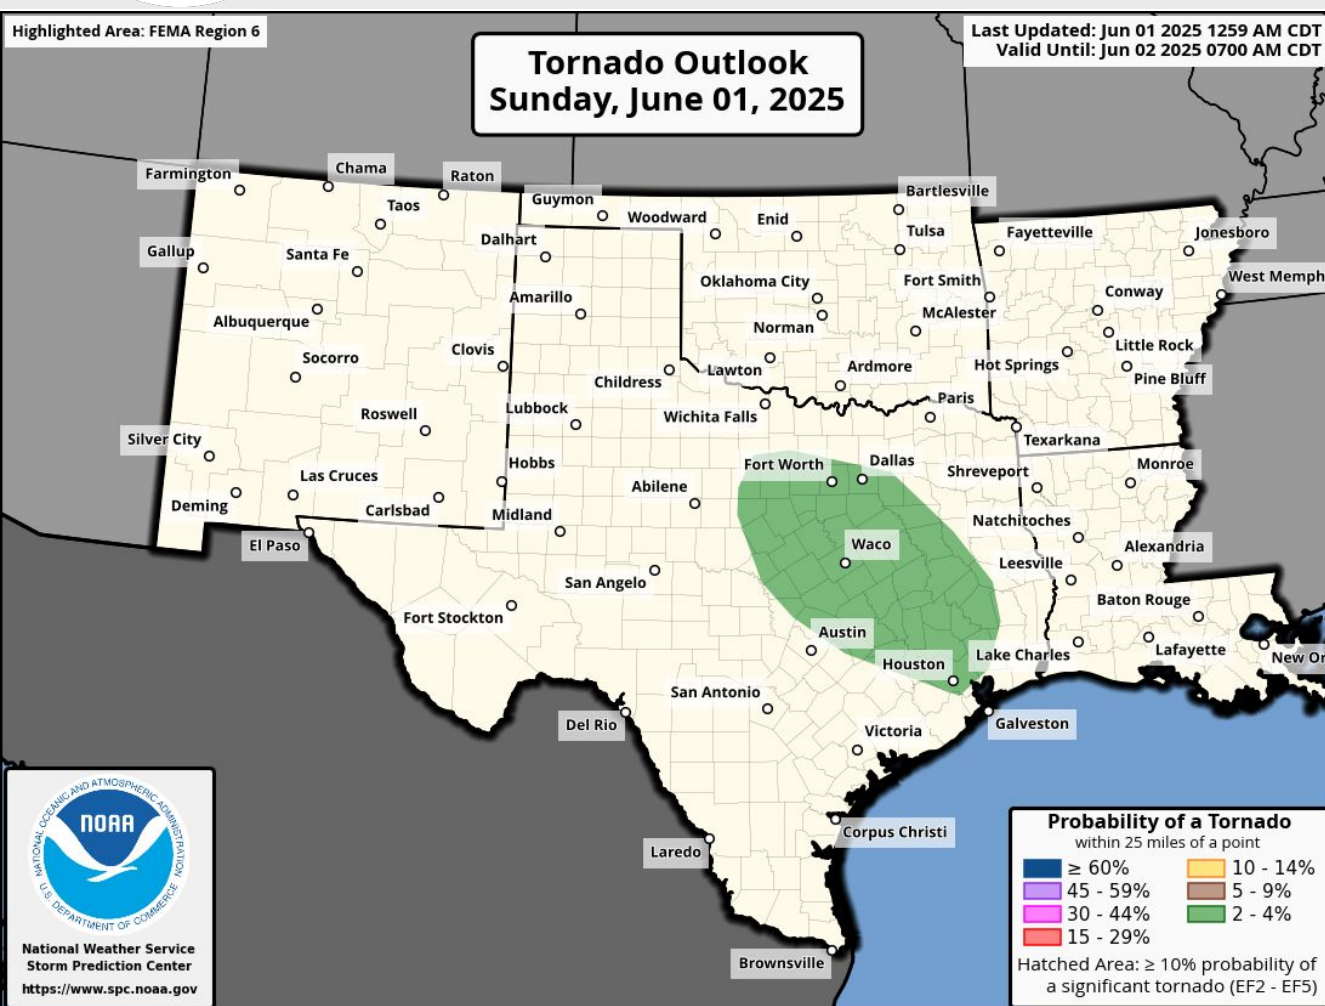 Highlighted Area: FEMA Region 6
Last Updated: Jun 01 2025 1259 AM CDT
Valid Until: Jun 02 2025 0700 AM CDT
Tornado Outlook
Sunday, June 01, 2025
Farmington
Chama
Raton
Taos
Guymon
Woodward
Enid
Bartlesville
Tulsa
Fayetteville
Jonesboro
Gallup
Santa Fe
Dalhart
Oklahoma City
Fort Smith
West Memph
Amarillo
Conway
Albuquerque
Norman
McAlester
Little Rock
Socorro
Clovis
Childress
Lawton
Ardmore
Hot Springs
Pine Bluff
Roswell
Lubbock
Wichita Falls
Paris
Silver City
Texarkana
Las Cruces
Hobbs
Fort Worth
Dallas
Shreveport
Monroe
Deming
Carlsbad
Midland
Abilene
Natchitoches
El Paso
Waco
Alexandria
San Angelo
Leesville
Fort Stockton
Baton Rouge
Austin
Houston
Lake Charles
Lafayette
New Or
San Antonio
Del Rio
Victoria
Galveston
Laredo
Corpus Christi
Brownsville
NATIONAL OCEANIC AND ATMOSPHERIC ADMINISTRATION
NOAA
U.S. DEPARTMENT OF COMMERCE
National Weather Service
Storm Prediction Center
https://www.spc.noaa.gov
Probability of a Tornado
within 25 miles of a point
≥ 60%
45 - 59%
30 - 44%
15 - 29%
10 - 14%
5 - 9%
2 - 4%
Hatched Area: ≥ 10% probability of
a significant tornado (EF2 - EF5)